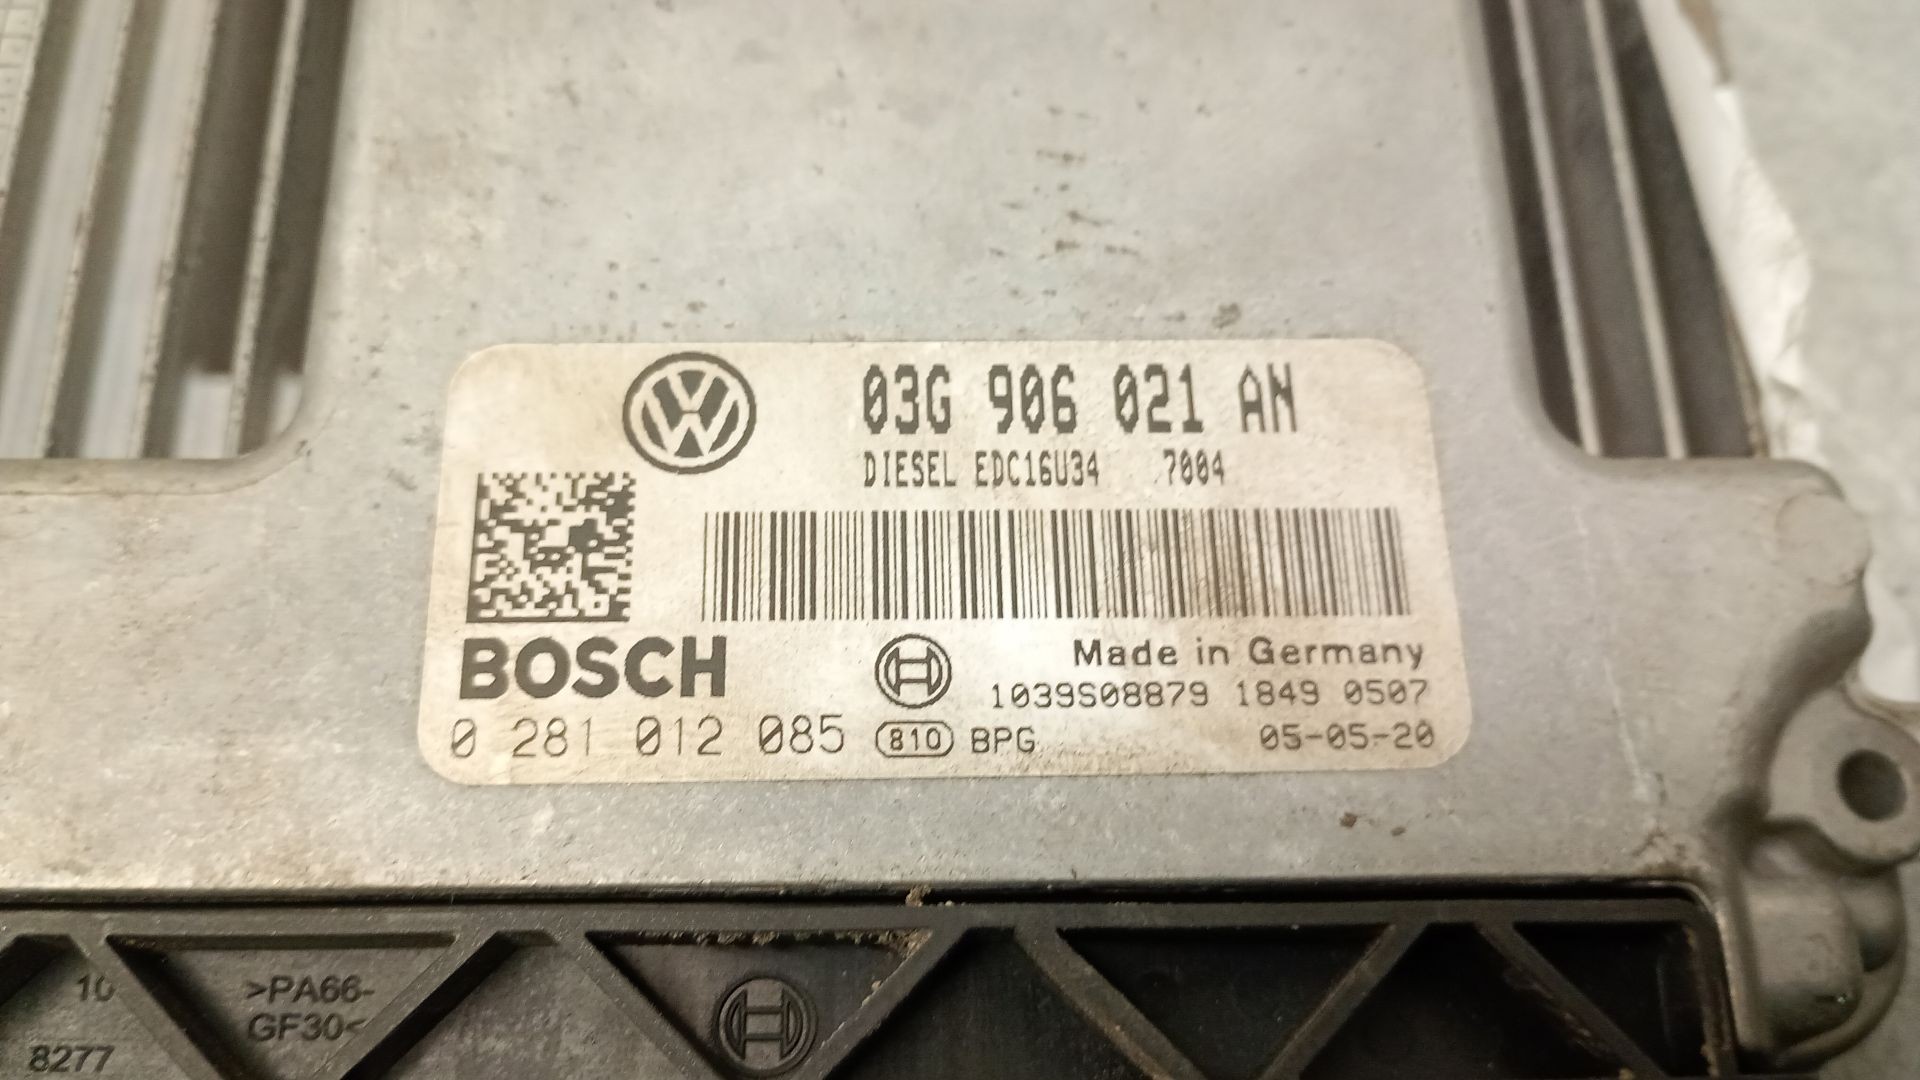 03G 906 021 AN
DIESEL EDC16U34 7004
BOSCH
Made in Germany
1039S08879 1849 0507
0 281 012 085 810 BPG 05-05-20
10 >PA66-
GF30<
8277